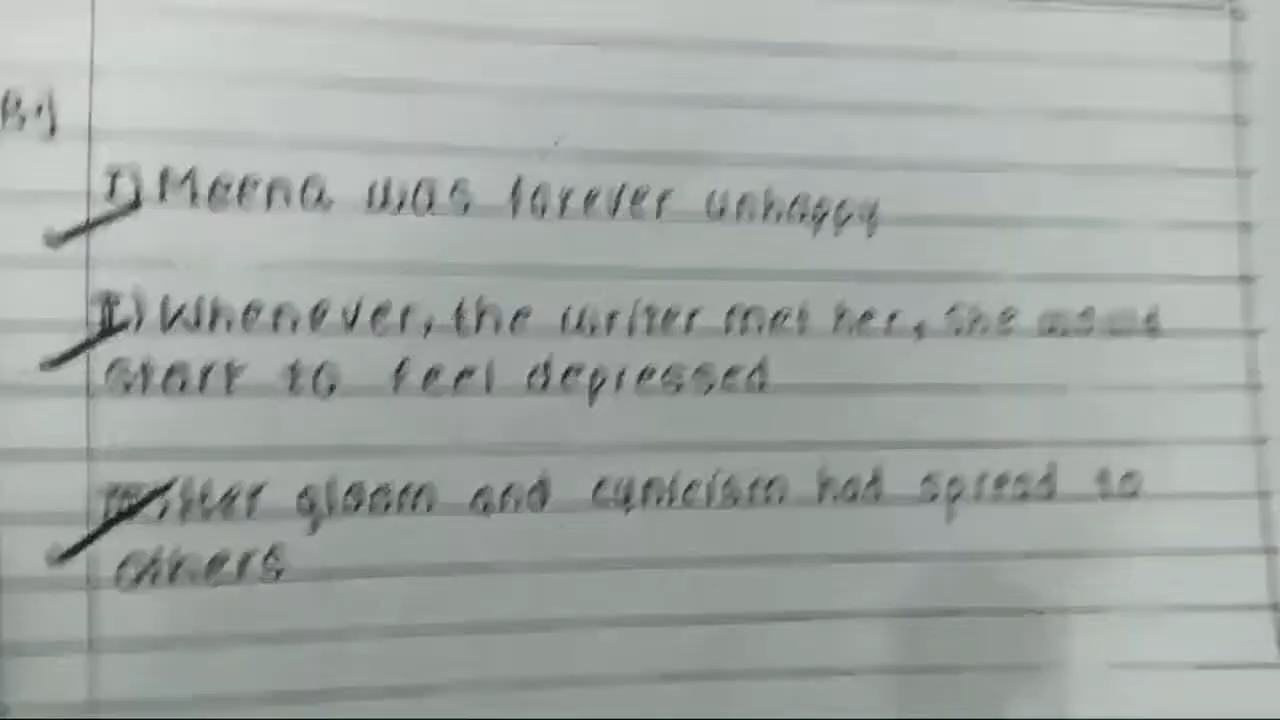 B.)
I) Meena was forever unhappy
II) Whenever, the writer met her, she
start to feel depressed
Her gloom and cynicism had spread to
others